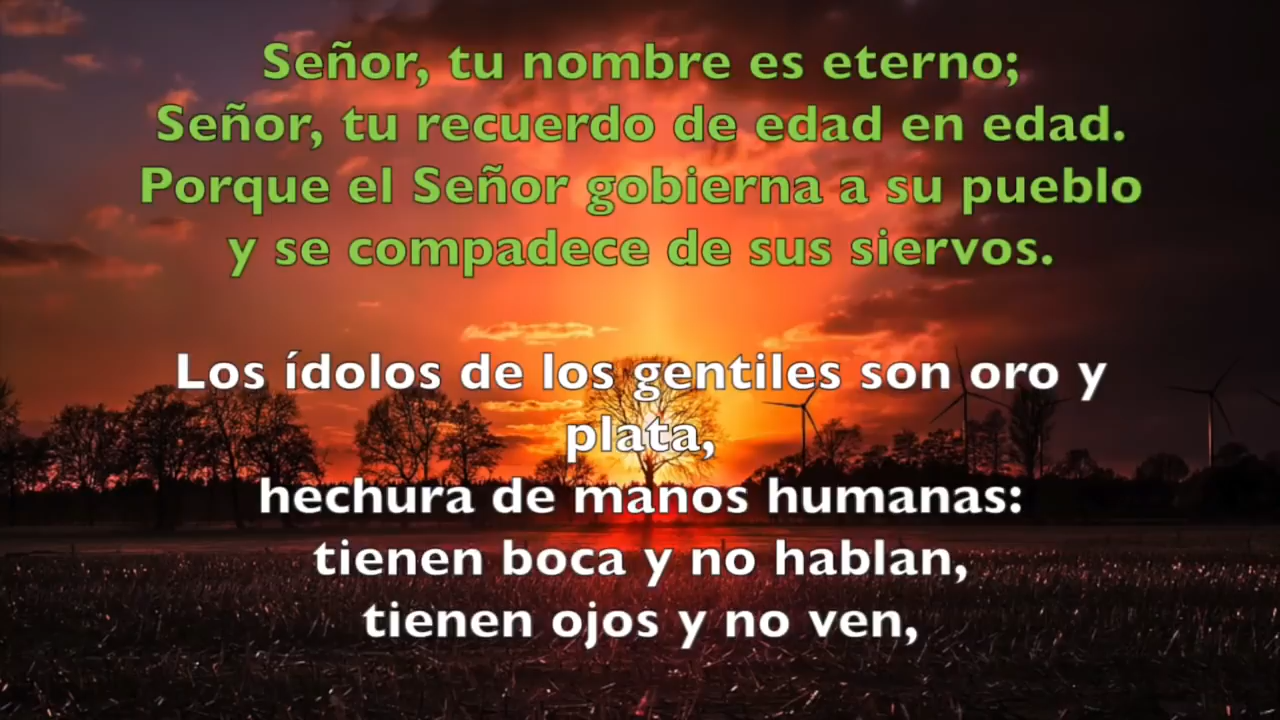 Señor, tu nombre es eterno;
Señor, tu recuerdo de edad en edad.
Porque el Señor gobierna a su pueblo
y se compadece de sus siervos.
Los ídolos de los gentiles son oro y
plata,
hechura de manos humanas:
tienen boca y no hablan,
tienen ojos y no ven,